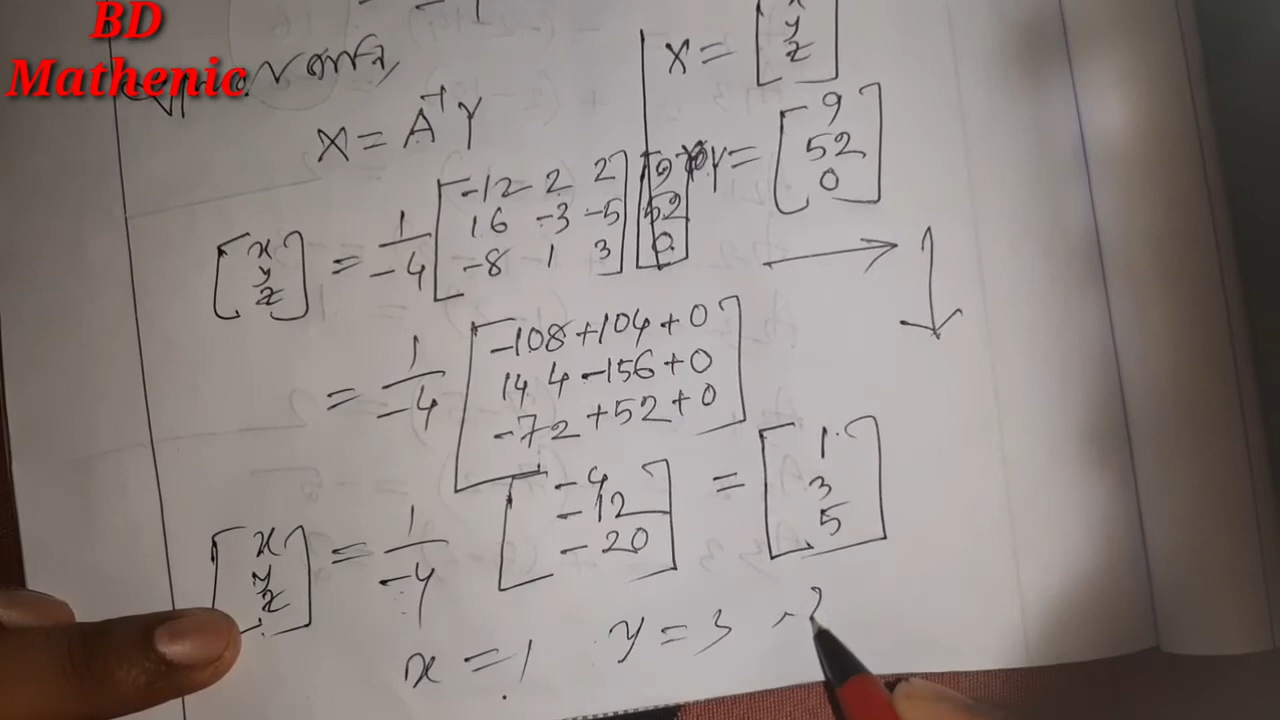 BD
Mathenic
X = A⁻¹Y
X = [x y z]
Y = [9 52 0]
[x y z] = 1/-4 [-12 2 2
16 -3 -5
-8 1 3] [9 52 0]
= 1/-4 [-108+104+0
144-156+0
-72+52+0]
[x y z] = 1/-4 [-4 -12 -20] = [1 3 5]
x = 1 y = 3